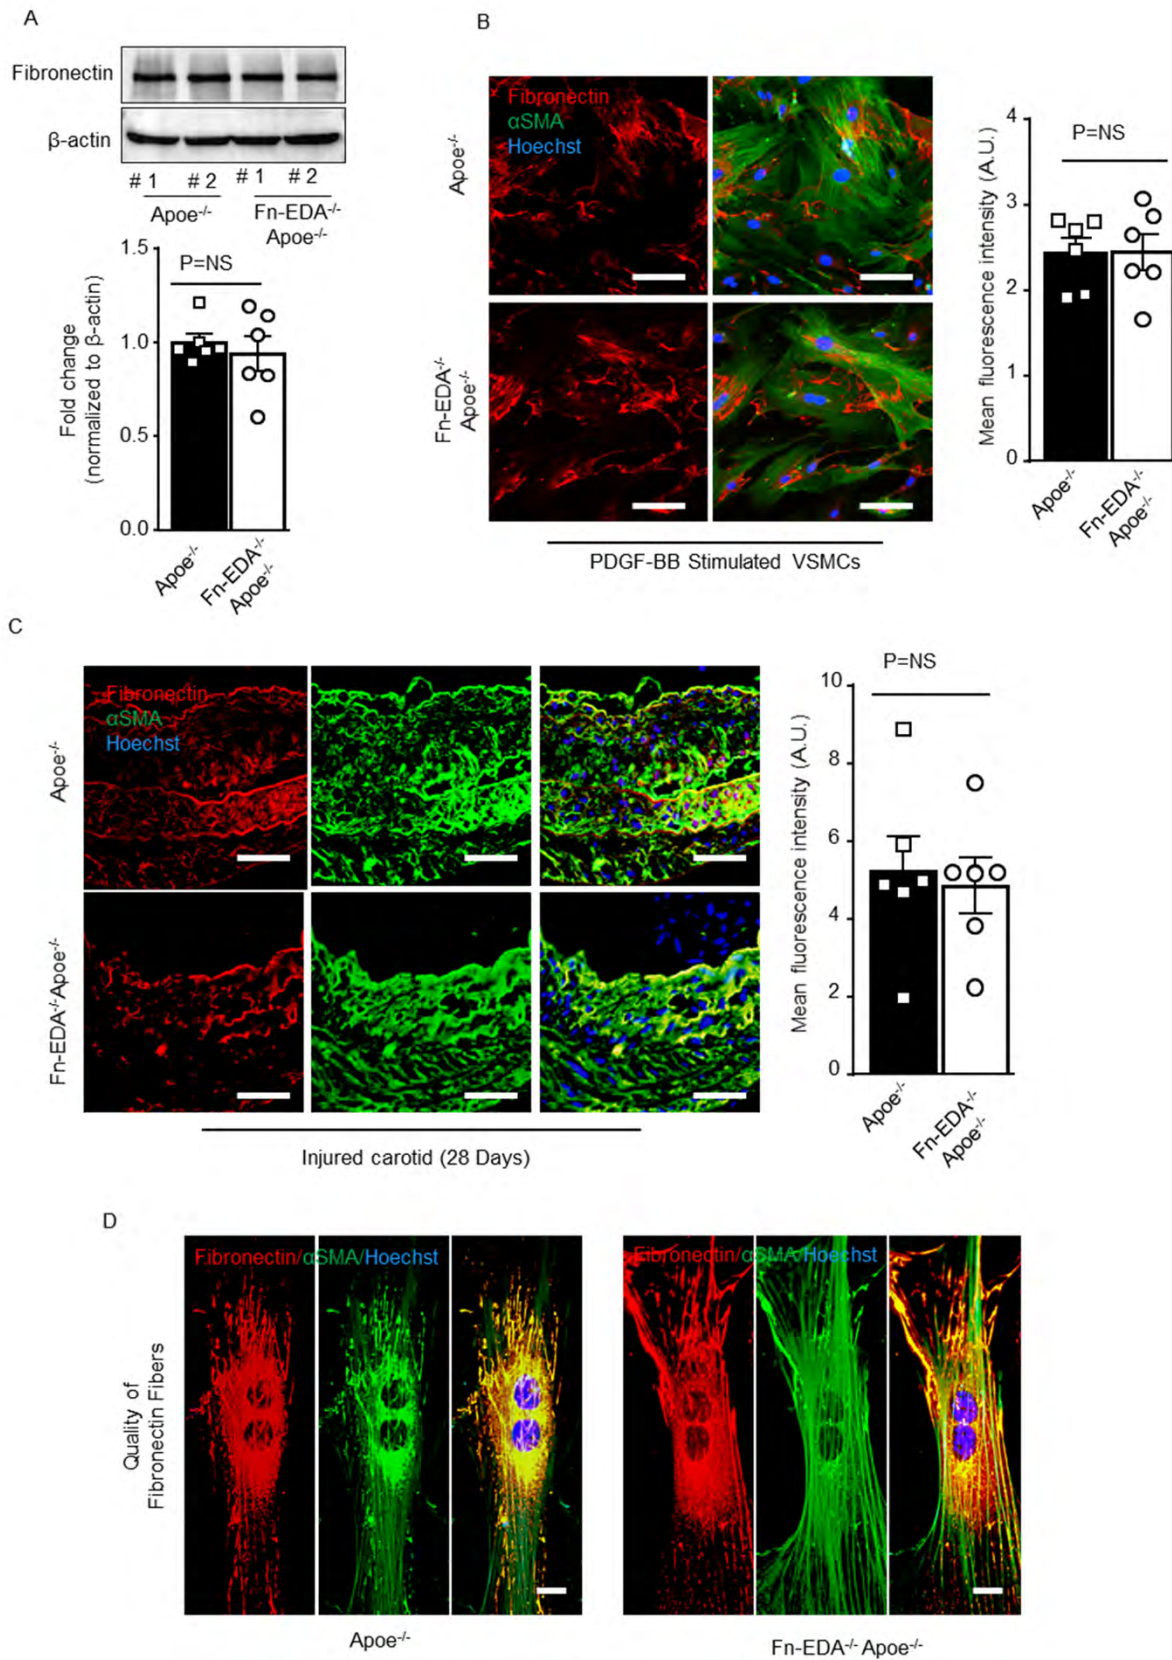 A
Fibronectin
β-actin
# 1 # 2 # 1 # 2
Apoe-/-
Fn-EDA-/-
Apoe-/-
P=NS
Fold change
(normalized to β-actin)
1.5
1.0
0.5
0.0
Apoe-/-
Fn-EDA-/-
Apoe-/-
B
Fibronectin
αSMA
Hoechst
Apoe-/-
Fn-EDA-/-
Apoe-/-
PDGF-BB Stimulated VSMCs
P=NS
Mean fluorescence intensity (A.U.)
4
3
2
1
0
Apoe-/-
Fn-EDA-/-
Apoe-/-
C
Fibronectin
αSMA
Hoechst
Apoe-/-
Fn-EDA-/- Apoe-/-
Injured carotid (28 Days)
P=NS
Mean fluorescence intensity (A.U.)
10
8
6
4
2
0
Apoe-/-
Fn-EDA-/-
Apoe-/-
D
Quality of
Fibronectin Fibers
Fibronectin/αSMA/Hoechst
Fibronectin/αSMA/Hoechst
Apoe-/-
Fn-EDA-/- Apoe-/-